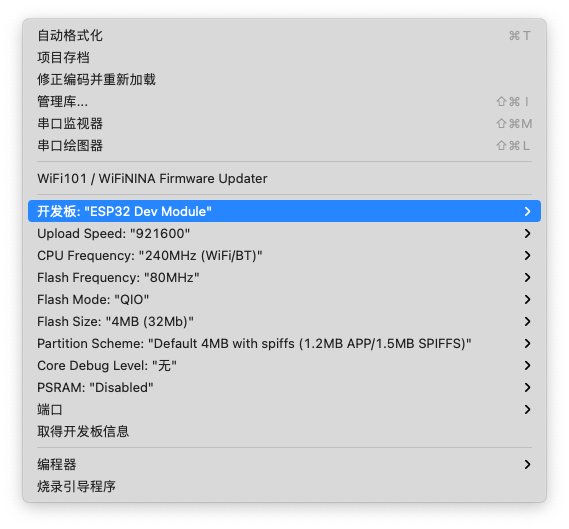 自动格式化 ⌘T
项目存档
修正编码并重新加载
管理库... ⇧⌘I
串口监视器 ⇧⌘M
串口绘图器 ⇧⌘L
WiFi101 / WiFiNINA Firmware Updater
开发板: "ESP32 Dev Module"
Upload Speed: "921600"
CPU Frequency: "240MHz (WiFi/BT)"
Flash Frequency: "80MHz"
Flash Mode: "QIO"
Flash Size: "4MB (32Mb)"
Partition Scheme: "Default 4MB with spiffs (1.2MB APP/1.5MB SPIFFS)"
Core Debug Level: "无"
PSRAM: "Disabled"
端口
取得开发板信息
编程器
烧录引导程序